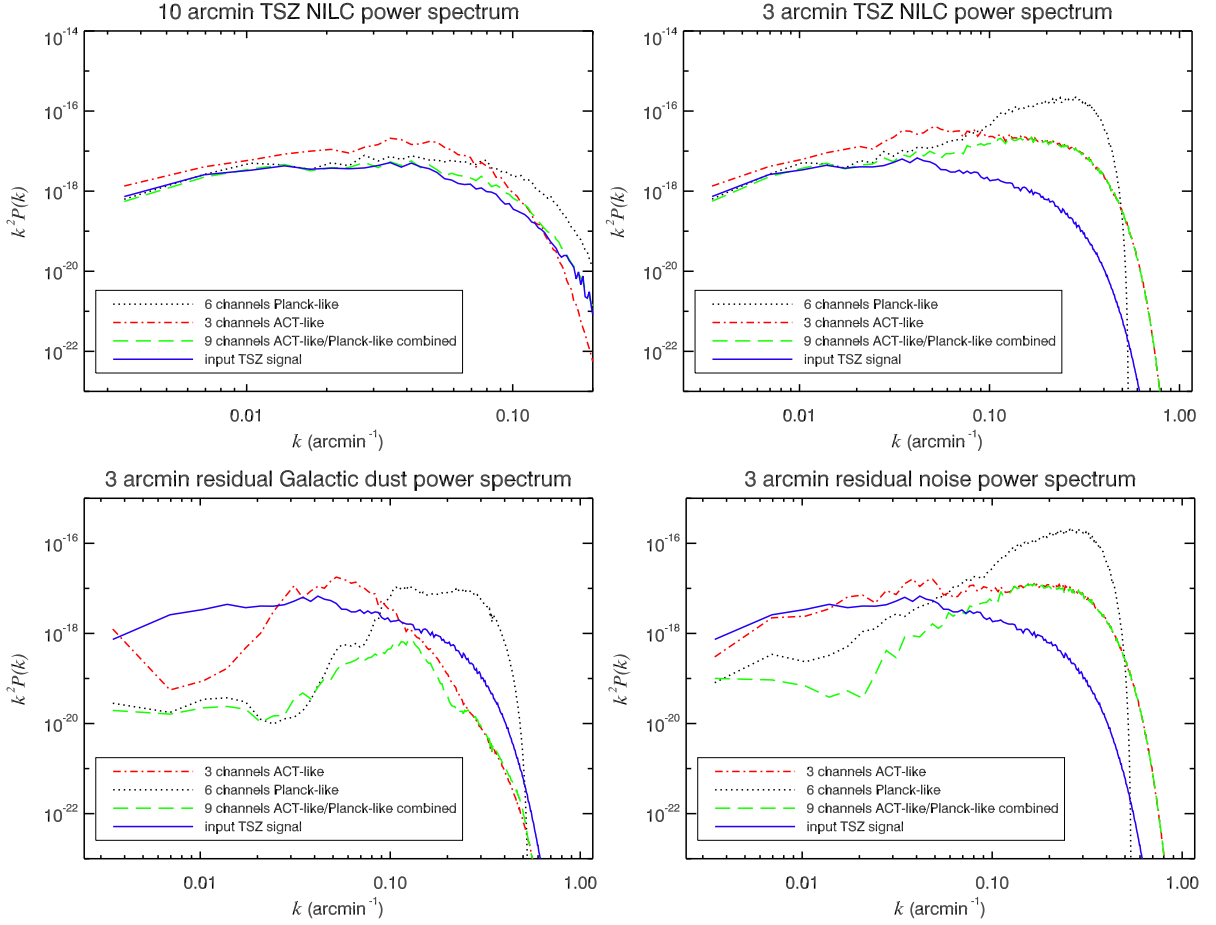 10 arcmin TSZ NILC power spectrum
k²P(k)
10⁻¹⁴
10⁻¹⁶
10⁻¹⁸
10⁻²⁰
10⁻²²
6 channels Planck-like
3 channels ACT-like
9 channels ACT-like/Planck-like combined
input TSZ signal
0.01 0.10
k (arcmin⁻¹)
3 arcmin TSZ NILC power spectrum
k²P(k)
10⁻¹⁴
10⁻¹⁶
10⁻¹⁸
10⁻²⁰
10⁻²²
6 channels Planck-like
3 channels ACT-like
9 channels ACT-like/Planck-like combined
input TSZ signal
0.01 0.10 1.00
k (arcmin⁻¹)
3 arcmin residual Galactic dust power spectrum
k²P(k)
10⁻¹⁶
10⁻¹⁸
10⁻²⁰
10⁻²²
3 channels ACT-like
6 channels Planck-like
9 channels ACT-like/Planck-like combined
input TSZ signal
0.01 0.10 1.00
k (arcmin⁻¹)
3 arcmin residual noise power spectrum
k²P(k)
10⁻¹⁶
10⁻¹⁸
10⁻²⁰
10⁻²²
3 channels ACT-like
6 channels Planck-like
9 channels ACT-like/Planck-like combined
input TSZ signal
0.01 0.10 1.00
k (arcmin⁻¹)